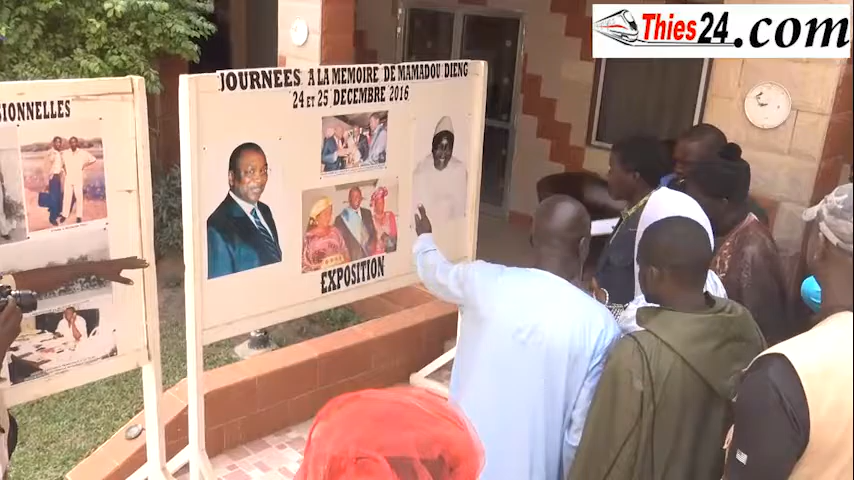 Thies24.com
SIONNELLES
JOURNEES A LA MEMOIRE DE MAMADOU DIENG
24 ET 25 DECEMBRE 2016
EXPOSITION